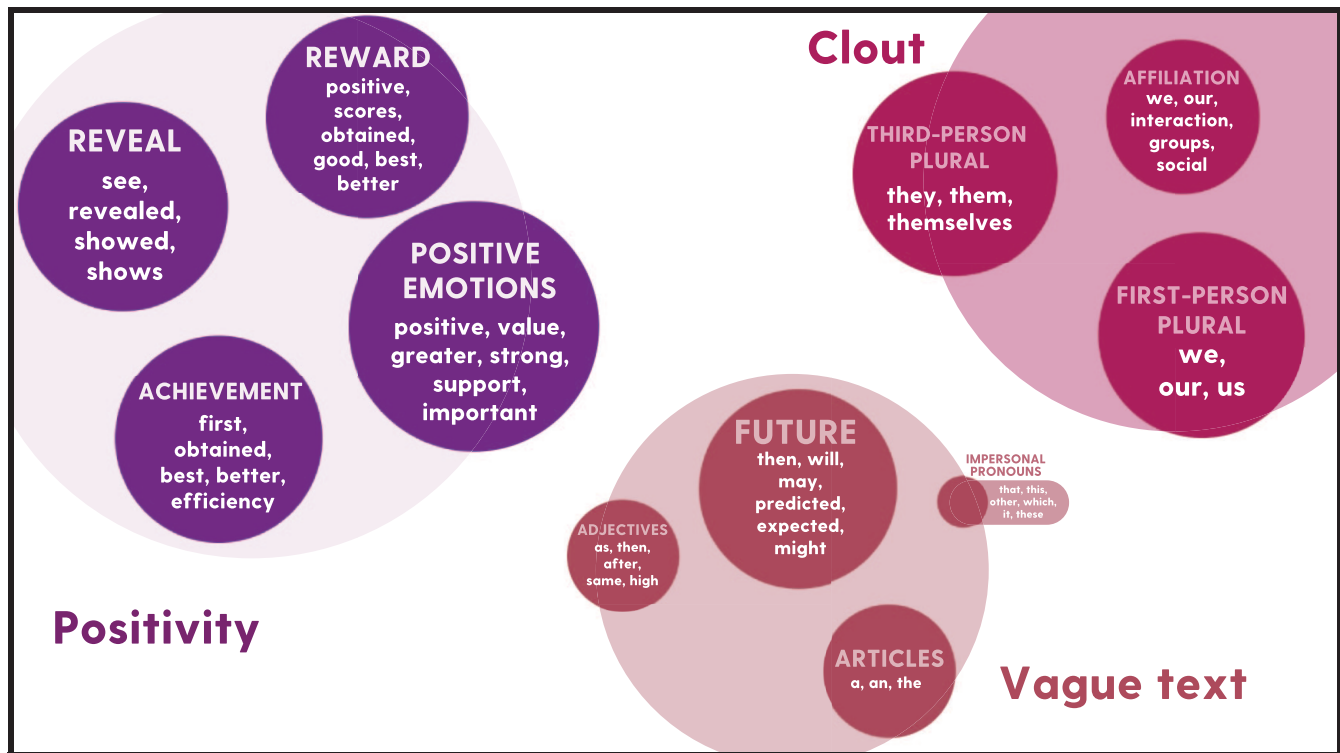 REWARD
positive,
scores,
obtained,
good, best,
better
REVEAL
see,
revealed,
showed,
shows
POSITIVE
EMOTIONS
positive, value,
greater, strong,
support,
important
ACHIEVEMENT
first,
obtained,
best, better,
efficiency
Positivity
Clout
AFFILIATION
we, our,
interaction,
groups,
social
THIRD-PERSON
PLURAL
they, them,
themselves
FIRST-PERSON
PLURAL
we,
our, us
FUTURE
then, will,
may,
predicted,
expected,
might
IMPERSONAL
PRONOUNS
that, this,
other, which,
it, these
ADJECTIVES
as, then,
after,
same, high
ARTICLES
a, an, the
Vague text